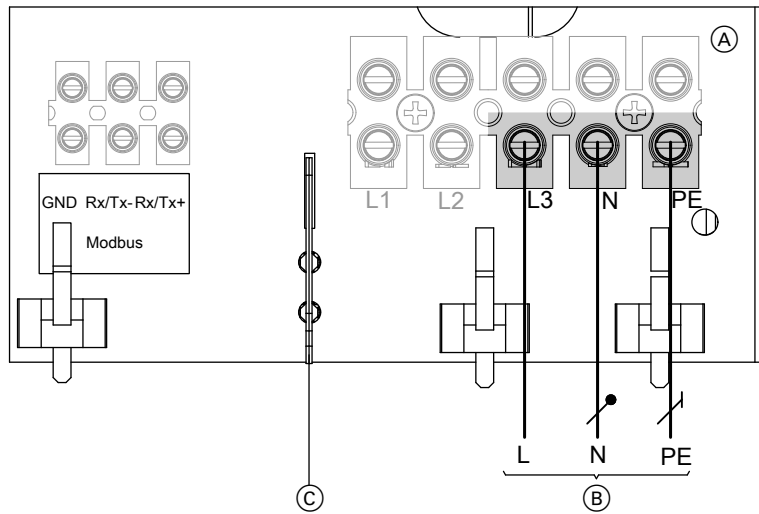 A
L1 L2 L3 N PE
GND Rx/Tx- Rx/Tx+
Modbus
L N PE
C B